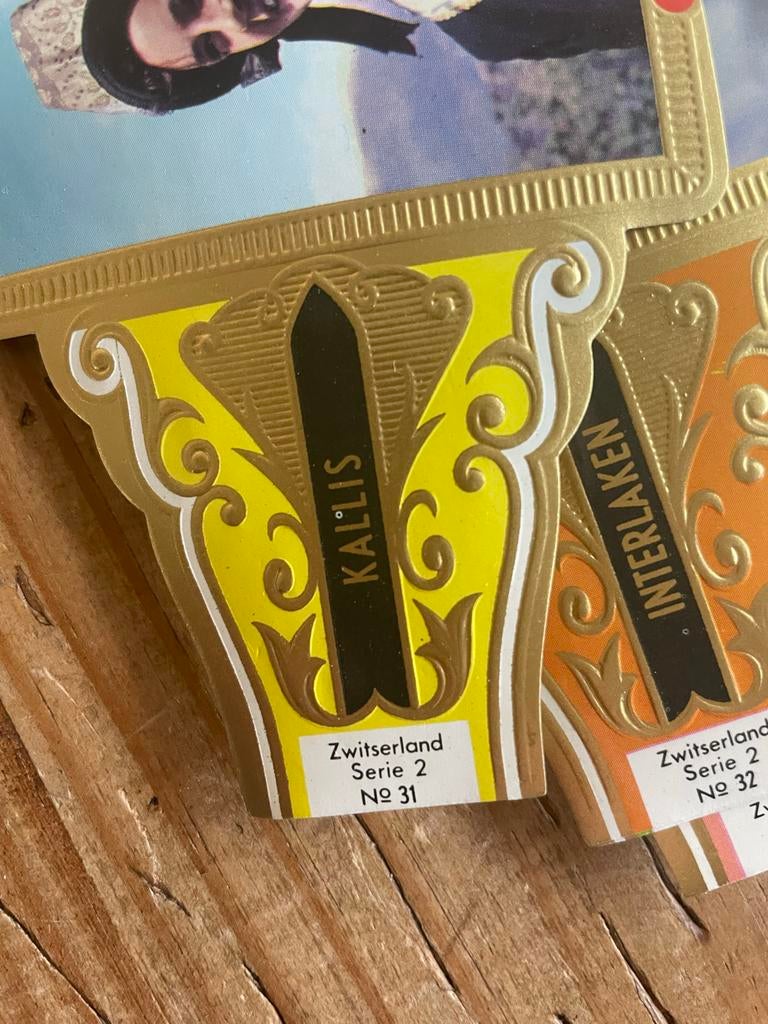 KALLIS
Zwitserland
Serie 2
Nº 31
INTERLAKEN
Zwitserland
Serie 2
Nº 32